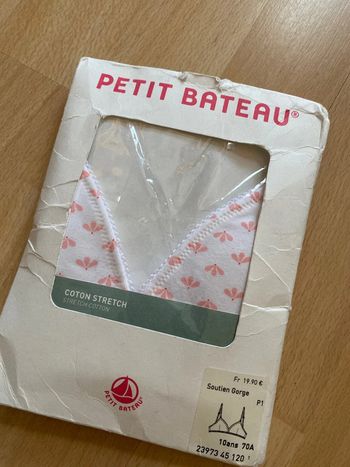 PETIT BATEAU®
COTON STRETCH
STRETCH COTTON
PETIT BATEAU
Fr 19.90 €
Soutien Gorge
P1
10ans 70A
23973 45 120